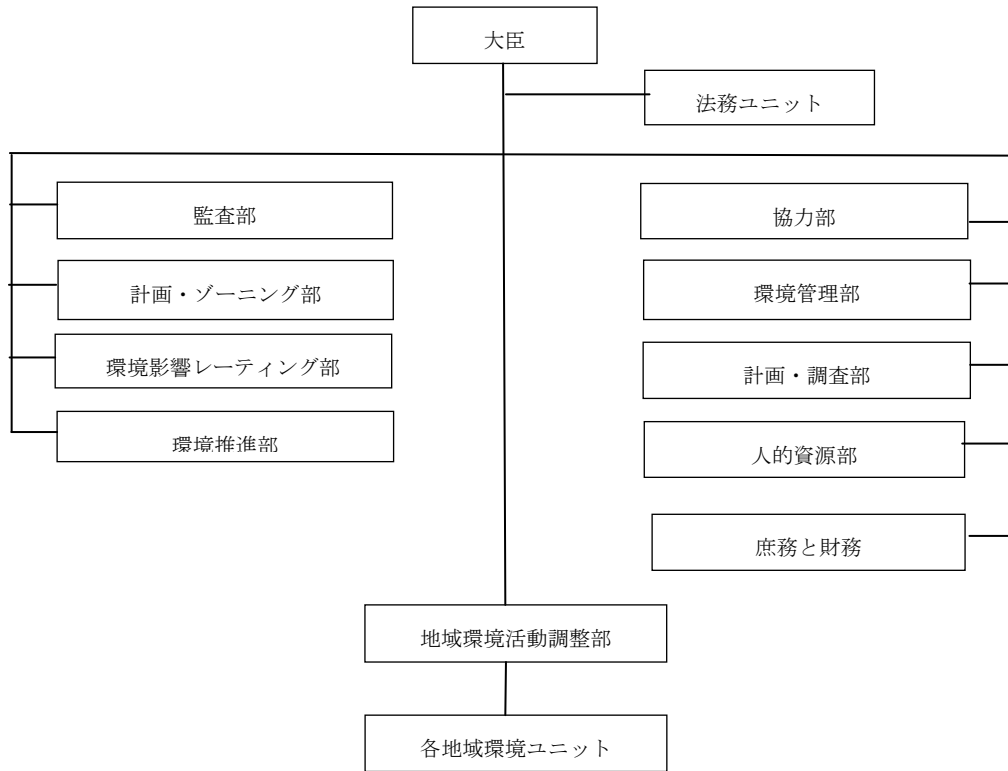 大臣
法務ユニット
監査部
計画・ゾーニング部
環境影響レーティング部
環境推進部
協力部
環境管理部
計画・調査部
人的資源部
庶務と財務
地域環境活動調整部
各地域環境ユニット